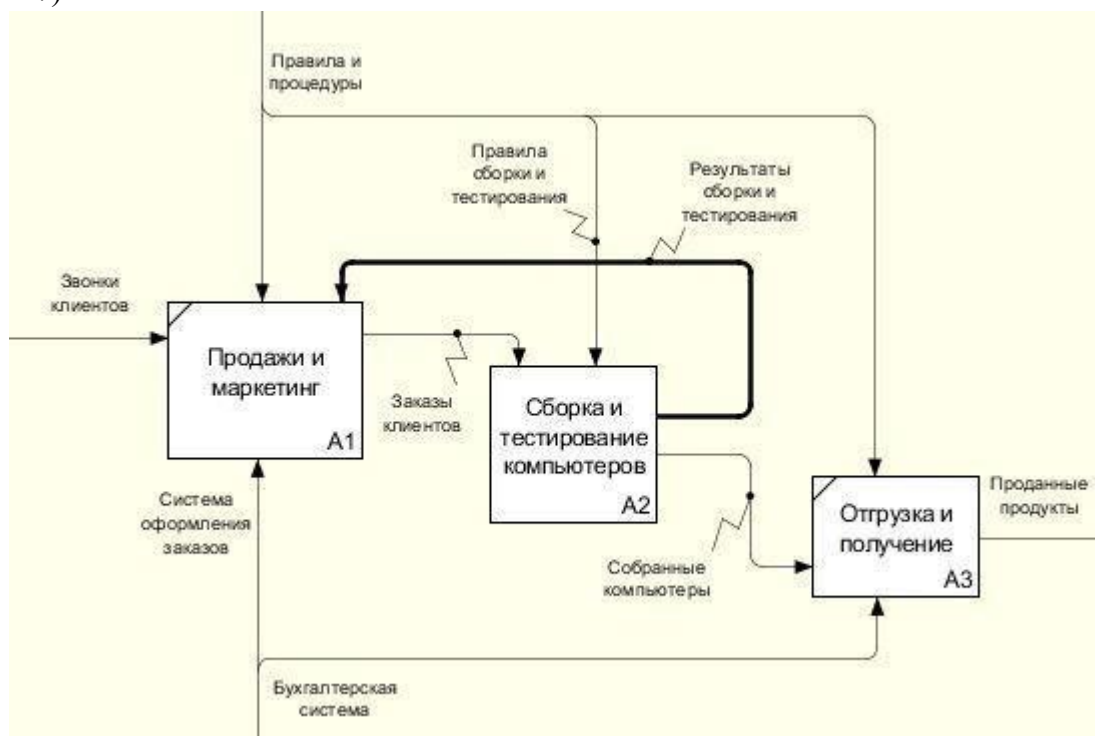 Правила и
процедуры
Правила
сборки и
тестирования
Результаты
сборки и
тестирования
Звонки
клиентов
Продажи и
маркетинг
A1
Заказы
клиентов
Сборка и
тестирование
компьютеров
A2
Система
оформления
заказов
Собранные
компьютеры
Отгрузка и
получение
A3
Проданные
продукты
Бухгалтерская
система